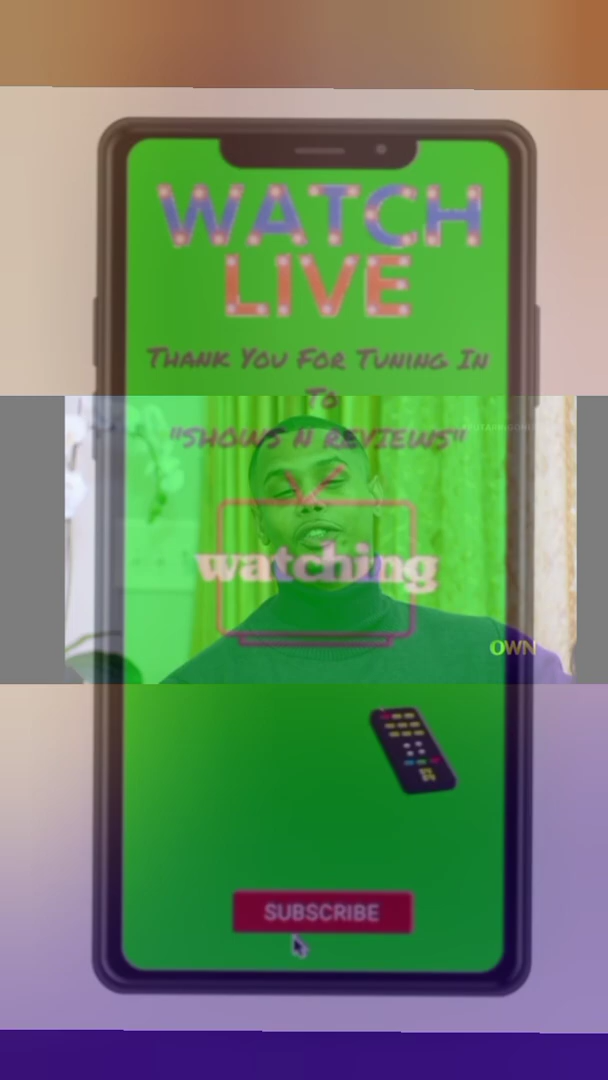 WATCH
LIVE
THANK YOU FOR TUNING IN
TO
"SHOWS N REVIEWS"
watching
OWN
SUBSCRIBE